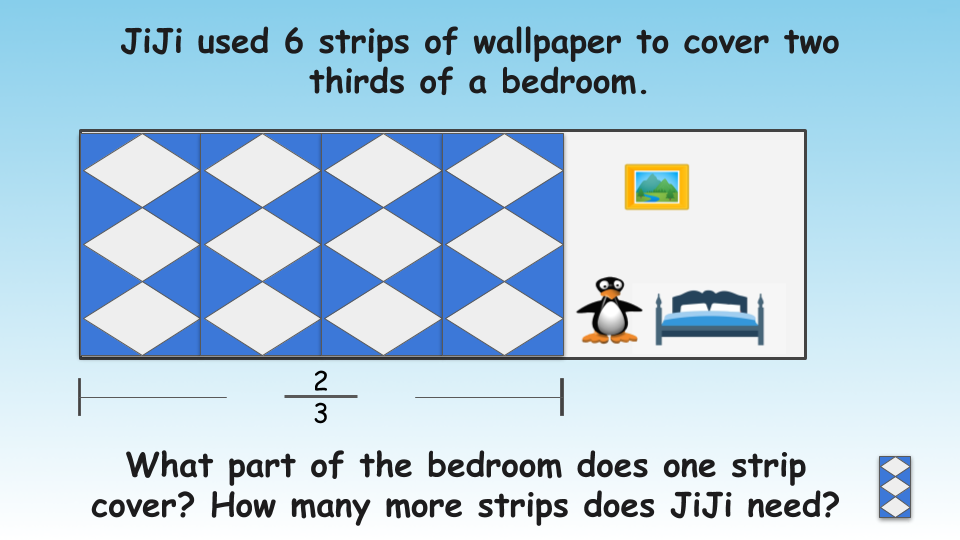 JiJi used 6 strips of wallpaper to cover two
thirds of a bedroom.
2
3
What part of the bedroom does one strip
cover? How many more strips does JiJi need?